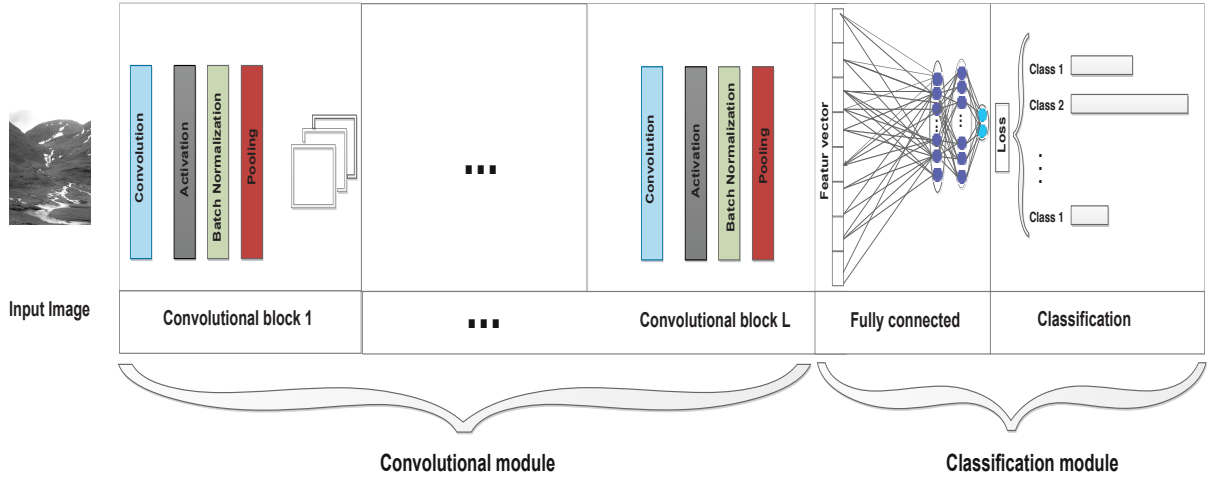 Input Image
Convolution
Activation
Batch Normalization
Pooling
Convolutional block 1
...
...
Convolution
Activation
Batch Normalization
Pooling
Convolutional block L
Featur vector
...
...
Fully connected
Loss
Class 1
Class 2
.
.
.
Class 1
Classification
Convolutional module
Classification module